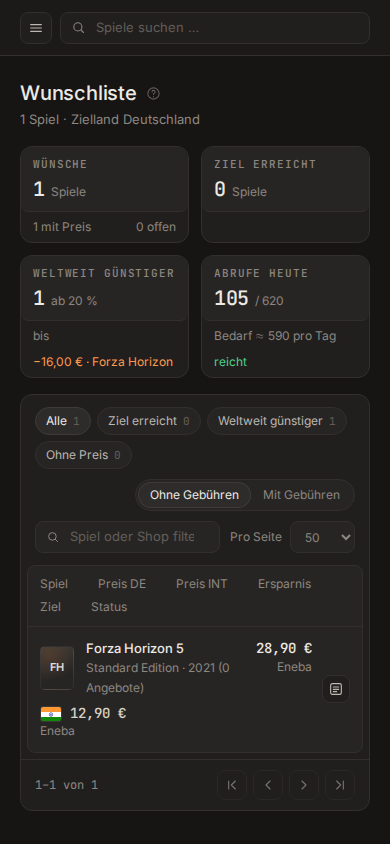 Spiele suchen ...
Wunschliste
1 Spiel · Zielland Deutschland
WÜNSCHE
1 Spiele
1 mit Preis 0 offen
ZIEL ERREICHT
0 Spiele
WELTWEIT GÜNSTIGER
1 ab 20 %
bis
−16,00 € · Forza Horizon
ABRUFE HEUTE
105 / 620
Bedarf ≈ 590 pro Tag
reicht
Alle 1 Ziel erreicht 0 Weltweit günstiger 1
Ohne Preis 0
Ohne Gebühren Mit Gebühren
Spiel oder Shop filte Pro Seite 50
Spiel Preis DE Preis INT Ersparnis
Ziel Status
FH
Forza Horizon 5 28,90 €
Standard Edition · 2021 (0 Eneba
Angebote)
12,90 €
Eneba
1–1 von 1